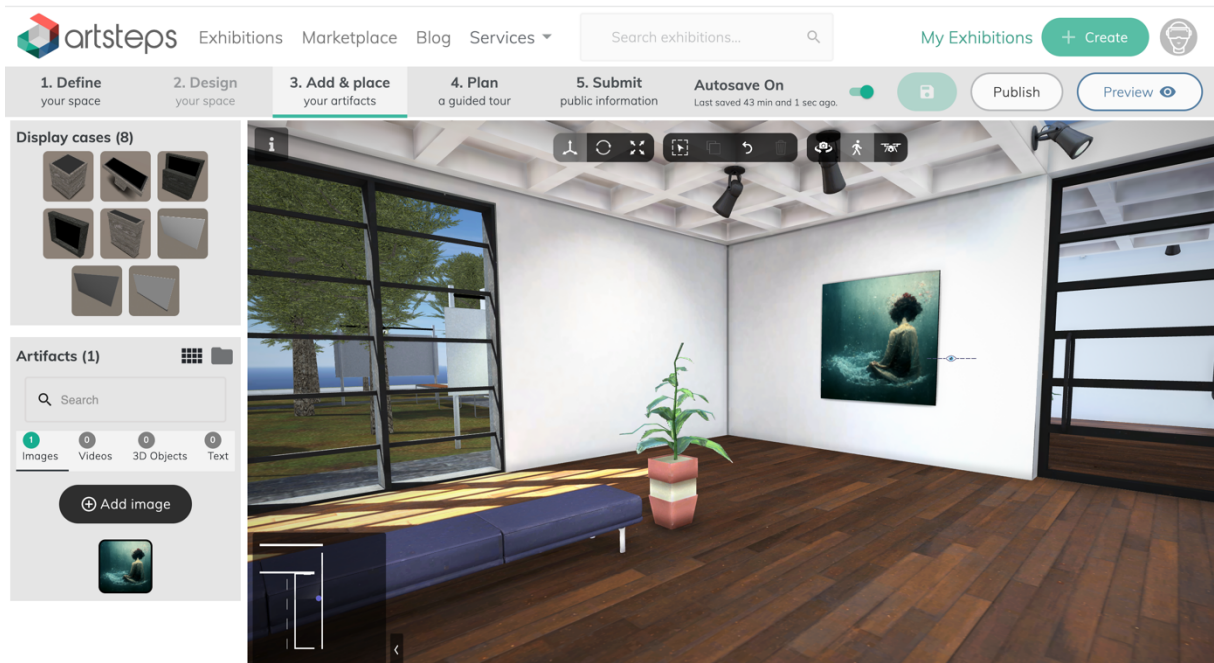 artsteps
Exhibitions Marketplace Blog Services
Search exhibitions...
My Exhibitions
+ Create
1. Define
your space
2. Design
your space
3. Add & place
your artifacts
4. Plan
a guided tour
5. Submit
public information
Autosave On
Last saved 43 min and 1 sec ago.
Publish
Preview
Display cases (8)
i
Artifacts (1)
Search
1
Images
0
Videos
0
3D Objects
0
Text
Add image